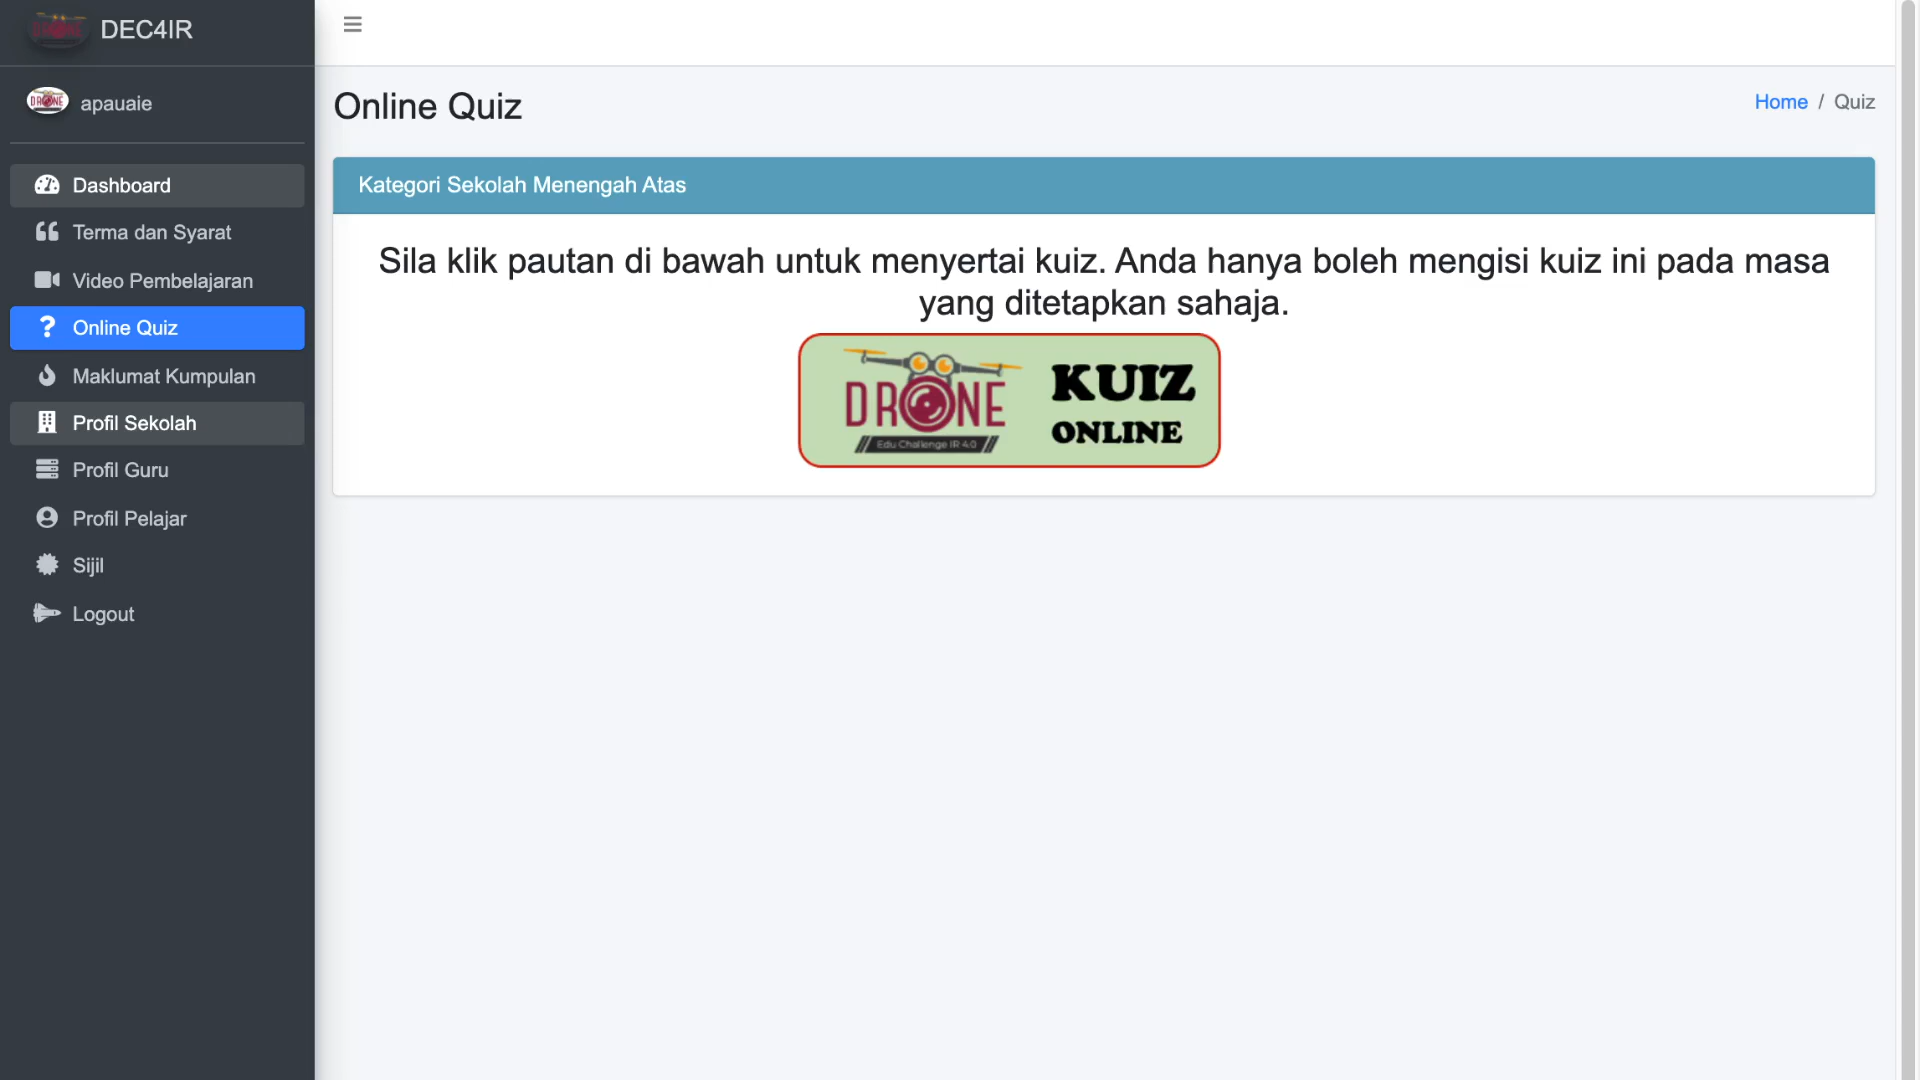 DRONE DEC4IR
DRONE apauaie
Dashboard
Terma dan Syarat
Video Pembelajaran
Online Quiz
Maklumat Kumpulan
Profil Sekolah
Profil Guru
Profil Pelajar
Sijil
Logout
Online Quiz
Home / Quiz
Kategori Sekolah Menengah Atas
Sila klik pautan di bawah untuk menyertai kuiz. Anda hanya boleh mengisi kuiz ini pada masa
yang ditetapkan sahaja.
DRONE
Edu Challenge IR 4.0
KUIZ
ONLINE